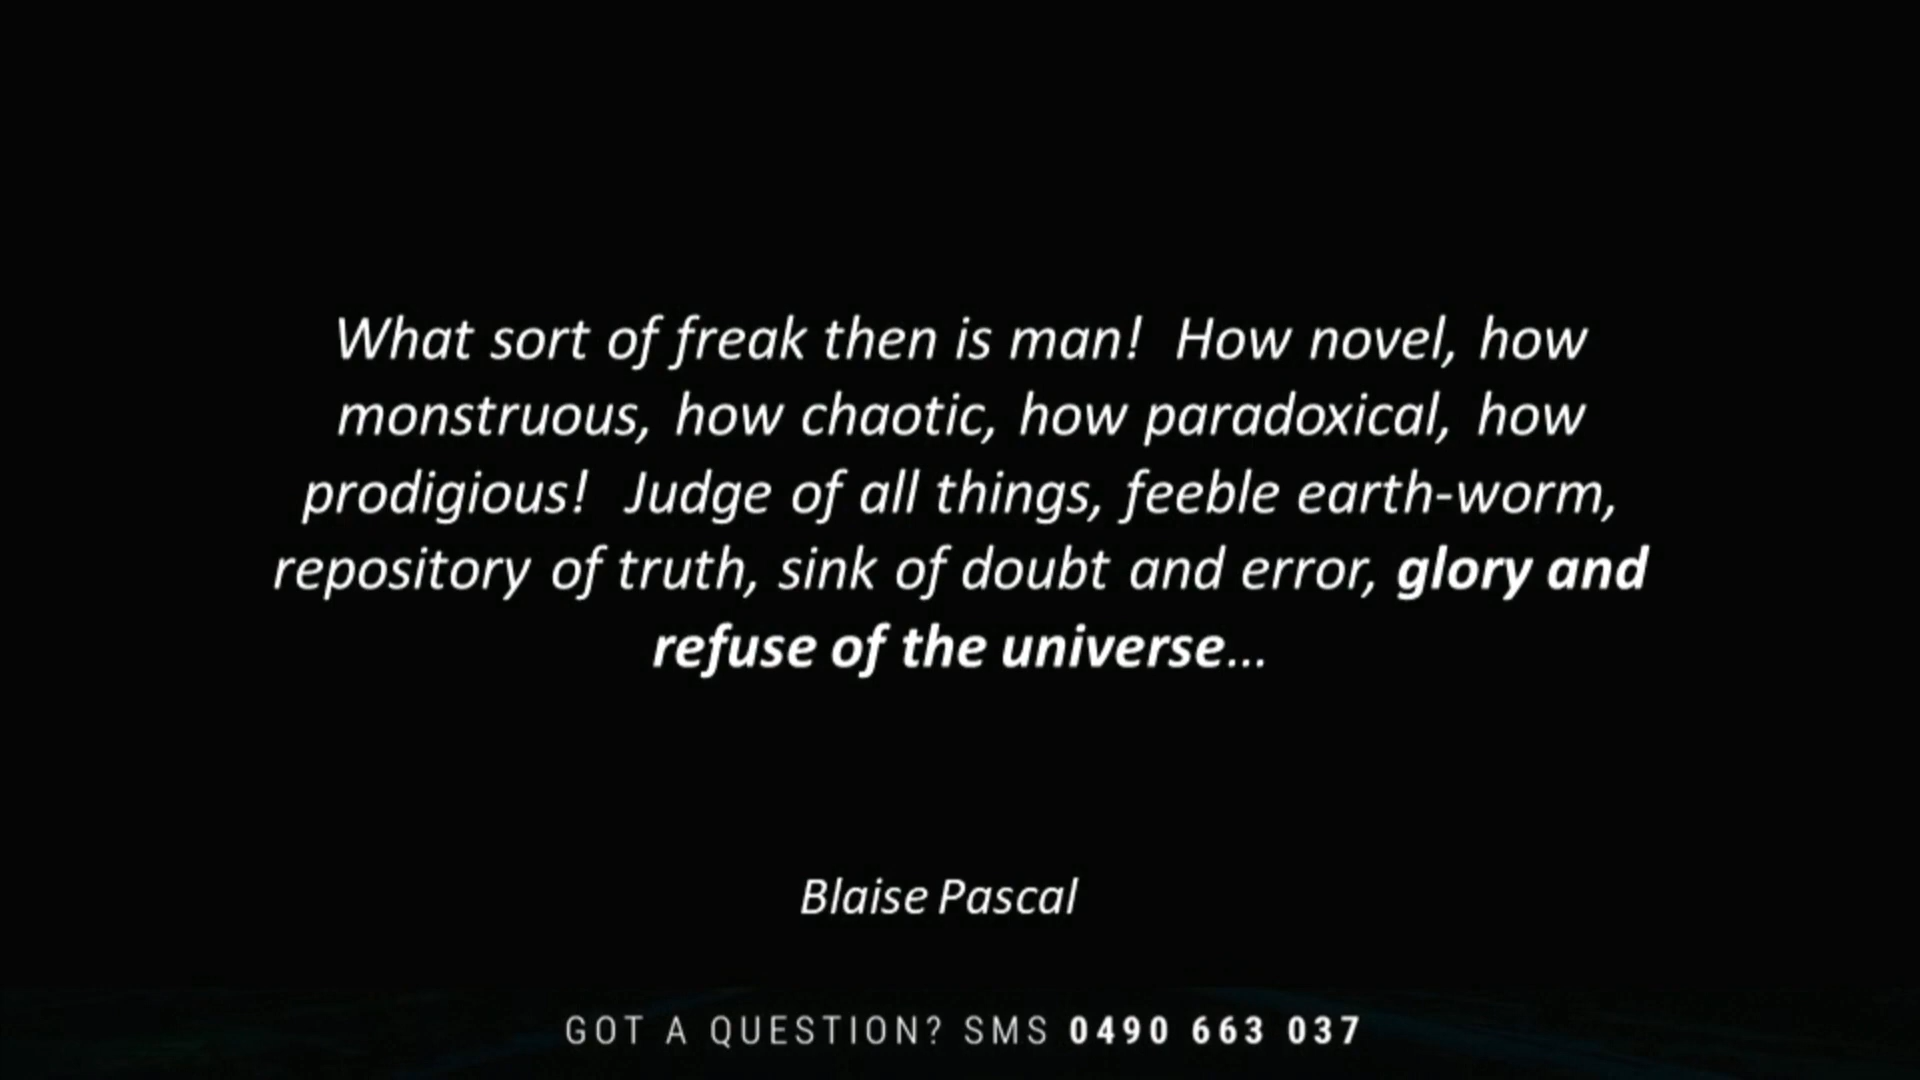 What sort of freak then is man!  How novel, how
monstruous, how chaotic, how paradoxical, how
prodigious!  Judge of all things, feeble earth-worm,
repository of truth, sink of doubt and error, glory and
refuse of the universe...
Blaise Pascal
GOT A QUESTION? SMS 0490 663 037